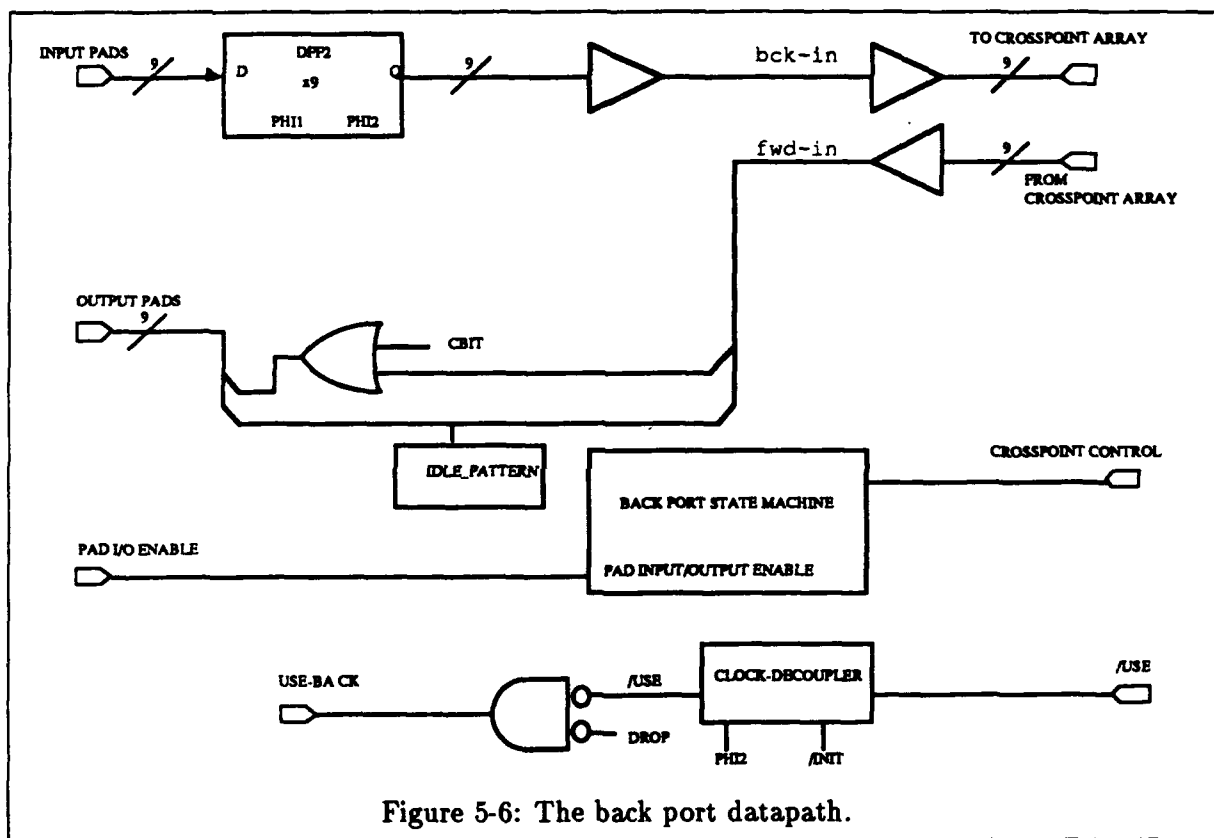 INPUT PADS
9
D
DFF2
x9
PHI1 PHI2
9
bck-in
9
TO CROSSPOINT ARRAY
fwd-in
9
FROM
CROSSPOINT ARRAY
OUTPUT PADS
9
CBIT
IDLE_PATTERN
CROSSPOINT CONTROL
BACK PORT STATE MACHINE
PAD I/O ENABLE
PAD INPUT/OUTPUT ENABLE
USE-BA CK
/USE
DROP
CLOCK-DECOUPLER
PHI2
/INIT
/USE
Figure 5-6: The back port datapath.